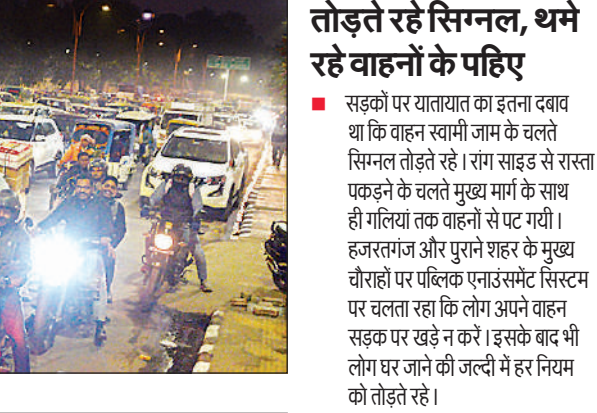 तोड़ते रहे सिग्नल, थमे
रहे वाहनों के पहिए
सड़कों पर यातायात का इतना दबाव
था कि वाहन स्वामी जाम के चलते
सिग्नल तोड़ते रहे। रांग साइड से रास्ता
पकड़ने के चलते मुख्य मार्ग के साथ
ही गलियां तक वाहनों से पट गयी।
हजरतगंज और पुराने शहर के मुख्य
चौराहों पर पब्लिक एनाउंसमेंट सिस्टम
पर चलता रहा कि लोग अपने वाहन
सड़क पर खड़े न करें। इसके बाद भी
लोग घर जाने की जल्दी में हर नियम
को तोड़ते रहे।